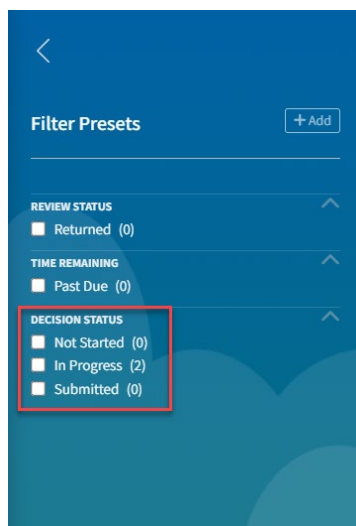 Filter Presets
+ Add
REVIEW STATUS
Returned (0)
TIME REMAINING
Past Due (0)
DECISION STATUS
Not Started (0)
In Progress (2)
Submitted (0)